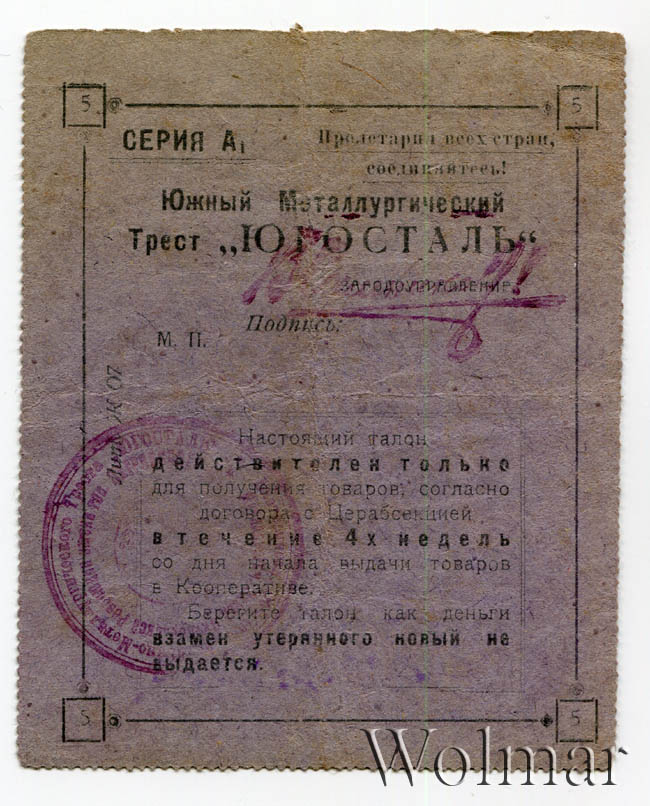 5 5
СЕРИЯ А1
Пролетарии всех стран,
соединяйтесь!
Южный Металлургический
Трест „ЮГОСТАЛЬ“
ЗАВОДОУПРАВЛЕНИЕ
Подпись:
М. П.
Настоящий талон
действителен только
для получения товаров, согласно
договора с Церабсекцией
в течение 4х недель
со дня начала выдачи товаров
в Кооперативе.
Берегите талон как деньги
взамен утерянного новый не
выдается.
5 5
Wolmar